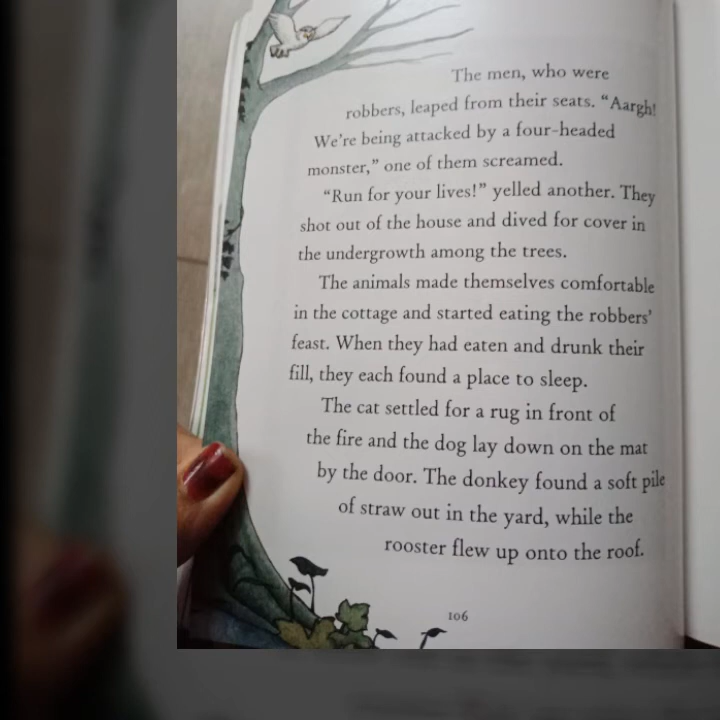 The men, who were
robbers, leaped from their seats. “Aargh!
We’re being attacked by a four-headed
monster,” one of them screamed.
“Run for your lives!” yelled another. They
shot out of the house and dived for cover in
the undergrowth among the trees.
The animals made themselves comfortable
in the cottage and started eating the robbers’
feast. When they had eaten and drunk their
fill, they each found a place to sleep.
The cat settled for a rug in front of
the fire and the dog lay down on the mat
by the door. The donkey found a soft pile
of straw out in the yard, while the
rooster flew up onto the roof.
106